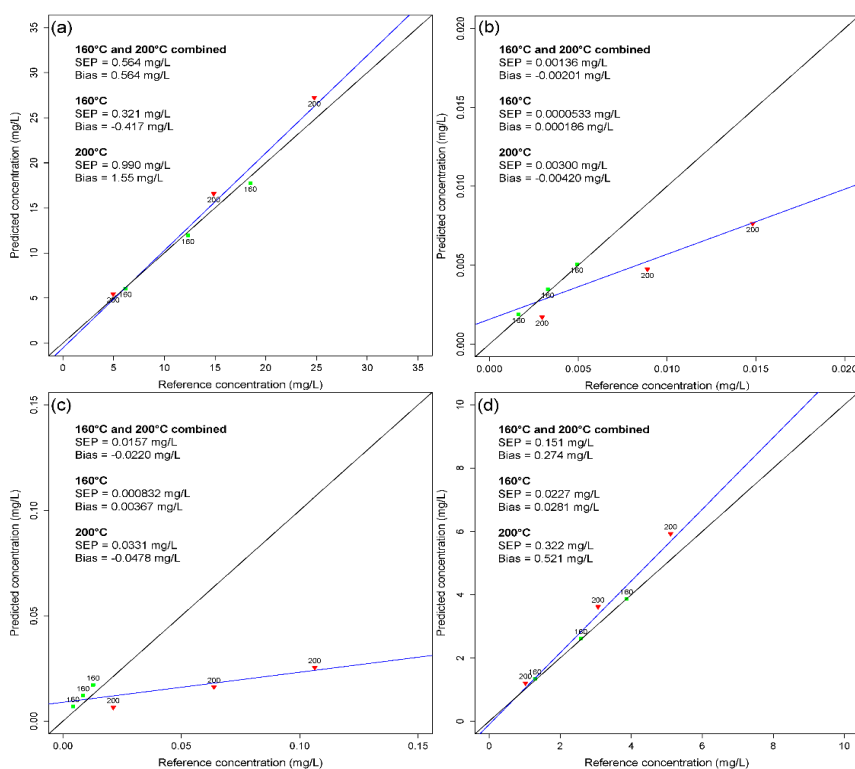 (a)
160°C and 200°C combined
SEP = 0.564 mg/L
Bias = 0.564 mg/L
160°C
SEP = 0.321 mg/L
Bias = -0.417 mg/L
200°C
SEP = 0.990 mg/L
Bias = 1.55 mg/L
200
200
200
160
160
160
0 5 10 15 20 25 30 35
0 5 10 15 20 25 30 35
Reference concentration (mg/L)
Predicted concentration (mg/L)
(b)
160°C and 200°C combined
SEP = 0.00136 mg/L
Bias = -0.00201 mg/L
160°C
SEP = 0.0000533 mg/L
Bias = 0.000186 mg/L
200°C
SEP = 0.00300 mg/L
Bias = -0.00420 mg/L
160
160
160
200
200
200
0.000 0.005 0.010 0.015 0.020
0.000 0.005 0.010 0.015 0.020
Reference concentration (mg/L)
Predicted concentration (mg/L)
(c)
160°C and 200°C combined
SEP = 0.0157 mg/L
Bias = -0.0220 mg/L
160°C
SEP = 0.000832 mg/L
Bias = 0.00367 mg/L
200°C
SEP = 0.0331 mg/L
Bias = -0.0478 mg/L
160
160
160
200
200
200
0.00 0.05 0.10 0.15
0.00 0.05 0.10 0.15
Reference concentration (mg/L)
Predicted concentration (mg/L)
(d)
160°C and 200°C combined
SEP = 0.151 mg/L
Bias = 0.274 mg/L
160°C
SEP = 0.0227 mg/L
Bias = 0.0281 mg/L
200°C
SEP = 0.322 mg/L
Bias = 0.521 mg/L
200
200
200
160
160
160
0 2 4 6 8 10
0 2 4 6 8 10
Reference concentration (mg/L)
Predicted concentration (mg/L)